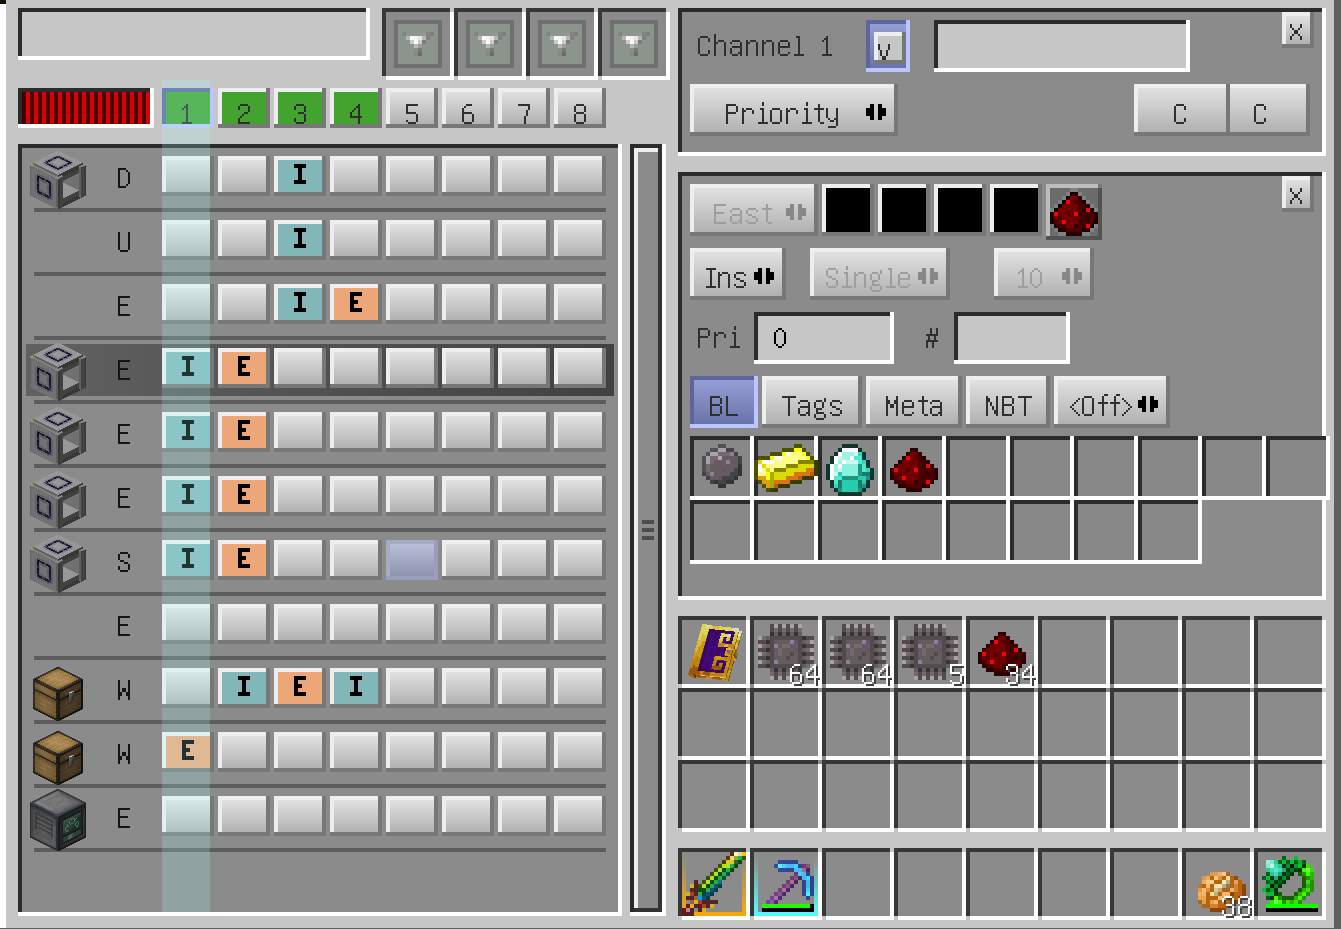 Channel 1 v x
Priority C C
1 2 3 4 5 6 7 8
D I
U I
E I E
E I E
E I E
E I E
S I E
E
W I E I
W E
E
East x
Ins Single 10
Pri 0 #
BL Tags Meta NBT <Off>
64 64 5 34
38